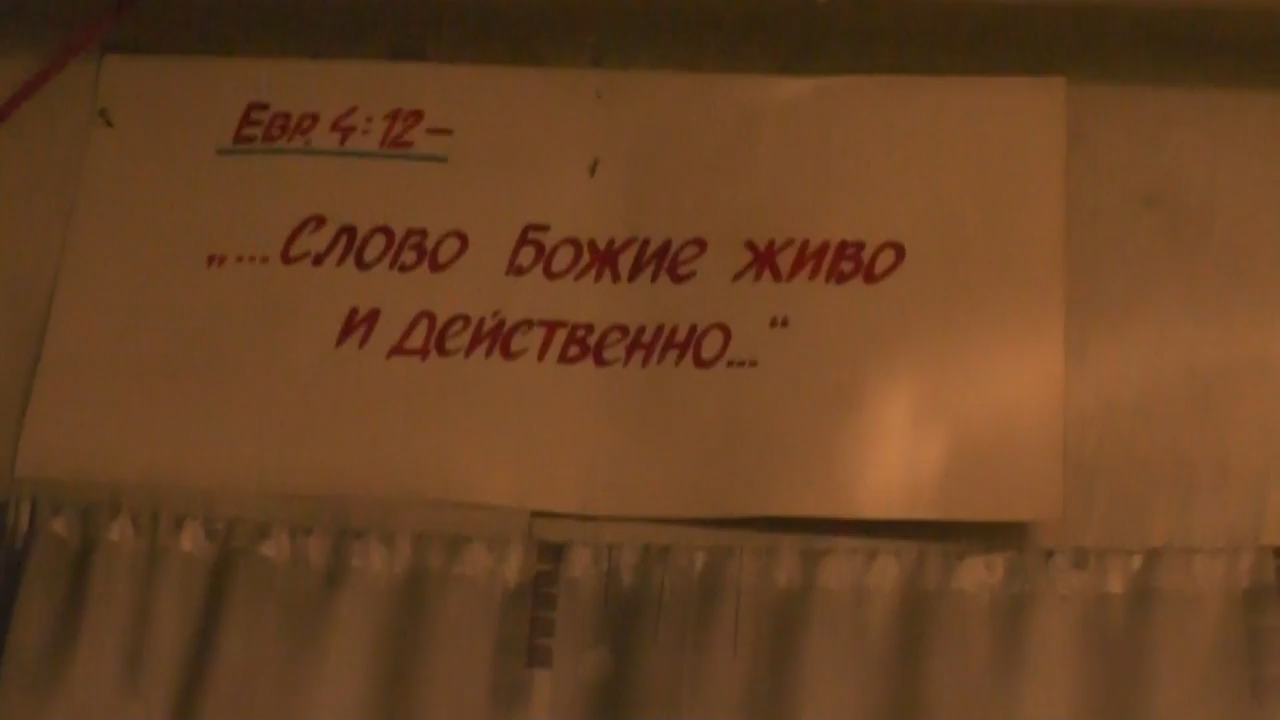 Евр. 4:12–
„...Слово Божие живо
и действенно...“